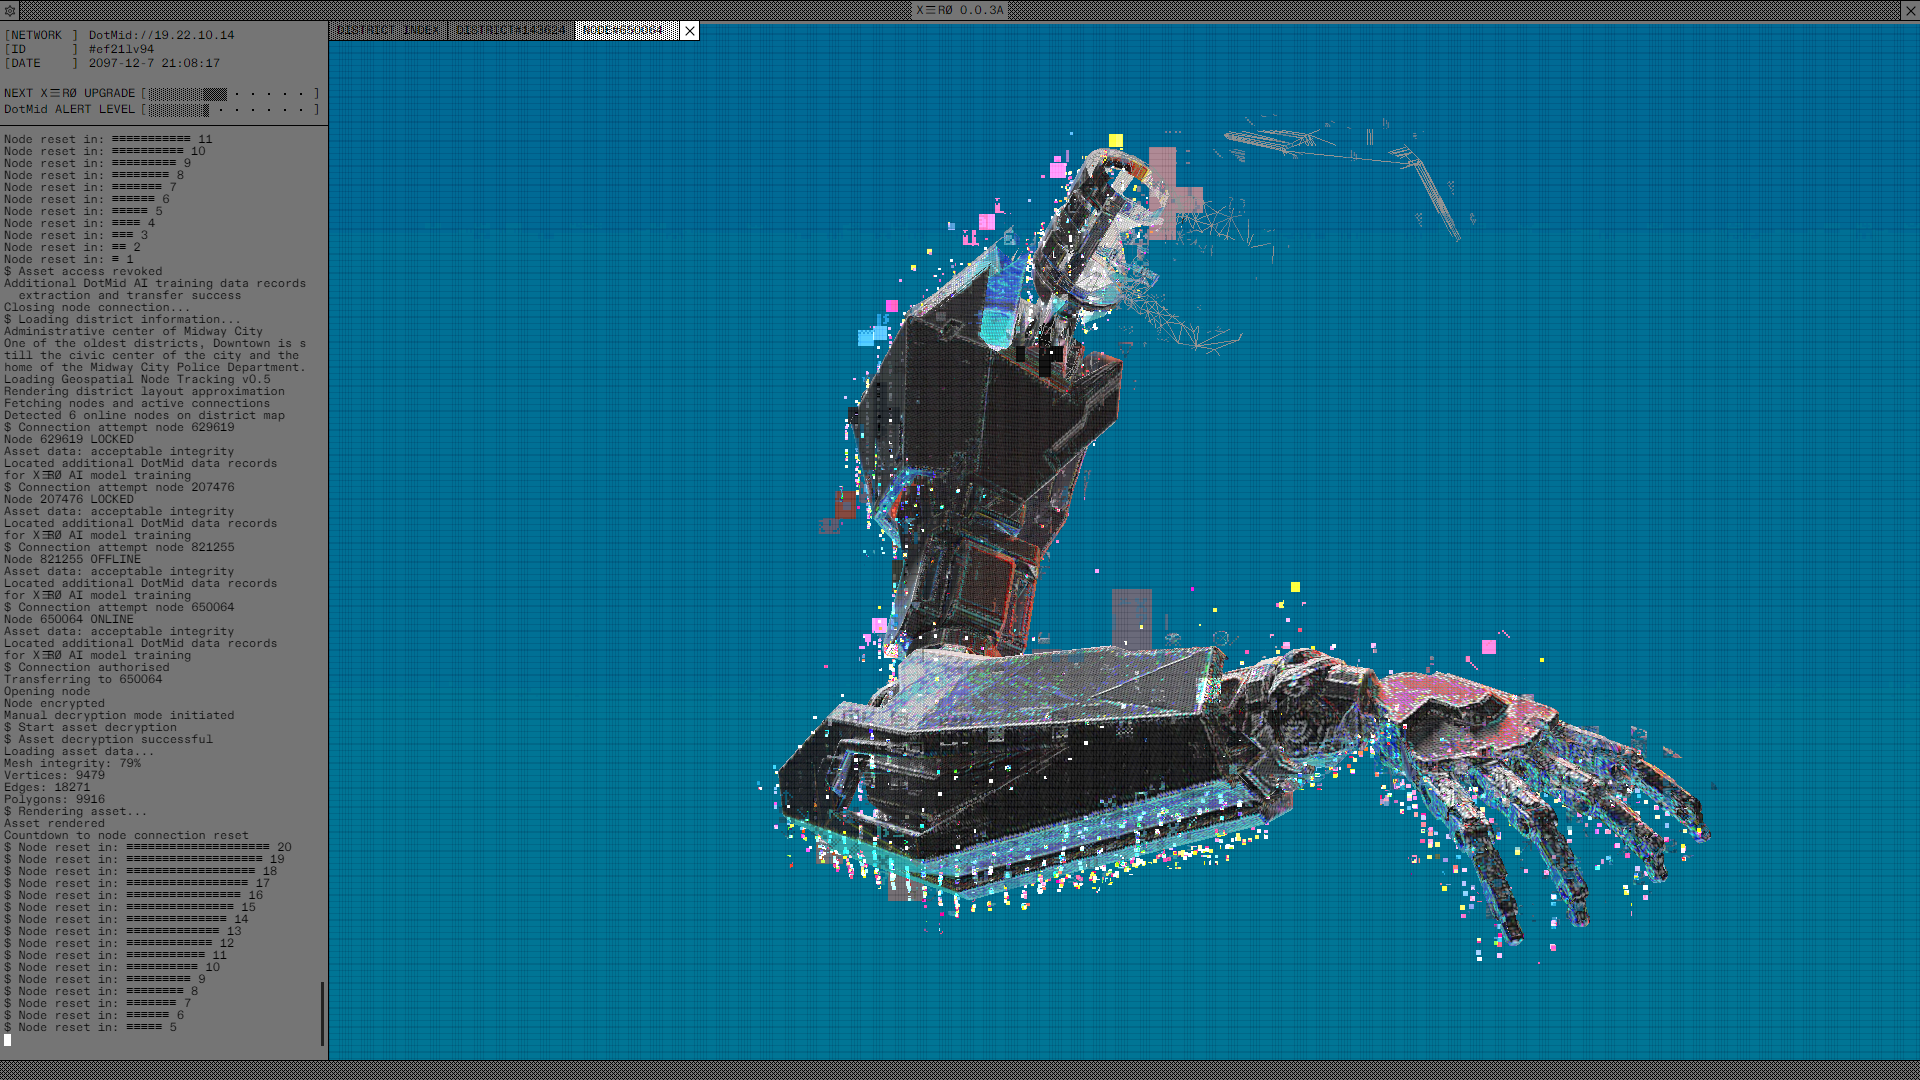 X☰RØ 0.0.3A
[NETWORK ] DotMid://19.22.10.14
[ID ] #ef21lv94
[DATE ] 2097-12-7 21:08:17
NEXT X☰RØ UPGRADE [ · · · · · ]
DotMid ALERT LEVEL [ · · · · · · ]
DISTRICT INDEX
DISTRICT#143624
NODE#650064
Node reset in: ≡≡≡≡≡≡≡≡≡≡≡ 11
Node reset in: ≡≡≡≡≡≡≡≡≡≡ 10
Node reset in: ≡≡≡≡≡≡≡≡≡ 9
Node reset in: ≡≡≡≡≡≡≡≡ 8
Node reset in: ≡≡≡≡≡≡≡ 7
Node reset in: ≡≡≡≡≡≡ 6
Node reset in: ≡≡≡≡≡ 5
Node reset in: ≡≡≡≡ 4
Node reset in: ≡≡≡ 3
Node reset in: ≡≡ 2
Node reset in: ≡ 1
$ Asset access revoked
Additional DotMid AI training data records
extraction and transfer success
Closing node connection...
$ Loading district information...
Administrative center of Midway City
One of the oldest districts, Downtown is s
till the civic center of the city and the
home of the Midway City Police Department.
Loading Geospatial Node Tracking v0.5
Rendering district layout approximation
Fetching nodes and active connections
Detected 6 online nodes on district map
$ Connection attempt node 629619
Node 629619 LOCKED
Asset data: acceptable integrity
Located additional DotMid data records
for X☰RØ AI model training
$ Connection attempt node 207476
Node 207476 LOCKED
Asset data: acceptable integrity
Located additional DotMid data records
for X☰RØ AI model training
$ Connection attempt node 821255
Node 821255 OFFLINE
Asset data: acceptable integrity
Located additional DotMid data records
for X☰RØ AI model training
$ Connection attempt node 650064
Node 650064 ONLINE
Asset data: acceptable integrity
Located additional DotMid data records
for X☰RØ AI model training
$ Connection authorised
Transferring to 650064
Opening node
Node encrypted
Manual decryption mode initiated
$ Start asset decryption
$ Asset decryption successful
Loading asset data...
Mesh integrity: 79%
Vertices: 9479
Edges: 18271
Polygons: 9916
$ Rendering asset...
Asset rendered
Countdown to node connection reset
$ Node reset in: ≡≡≡≡≡≡≡≡≡≡≡≡≡≡≡≡≡≡≡≡ 20
$ Node reset in: ≡≡≡≡≡≡≡≡≡≡≡≡≡≡≡≡≡≡≡ 19
$ Node reset in: ≡≡≡≡≡≡≡≡≡≡≡≡≡≡≡≡≡≡ 18
$ Node reset in: ≡≡≡≡≡≡≡≡≡≡≡≡≡≡≡≡≡ 17
$ Node reset in: ≡≡≡≡≡≡≡≡≡≡≡≡≡≡≡≡ 16
$ Node reset in: ≡≡≡≡≡≡≡≡≡≡≡≡≡≡≡ 15
$ Node reset in: ≡≡≡≡≡≡≡≡≡≡≡≡≡≡ 14
$ Node reset in: ≡≡≡≡≡≡≡≡≡≡≡≡≡ 13
$ Node reset in: ≡≡≡≡≡≡≡≡≡≡≡≡ 12
$ Node reset in: ≡≡≡≡≡≡≡≡≡≡≡ 11
$ Node reset in: ≡≡≡≡≡≡≡≡≡≡ 10
$ Node reset in: ≡≡≡≡≡≡≡≡≡ 9
$ Node reset in: ≡≡≡≡≡≡≡≡ 8
$ Node reset in: ≡≡≡≡≡≡≡ 7
$ Node reset in: ≡≡≡≡≡≡ 6
$ Node reset in: ≡≡≡≡≡ 5